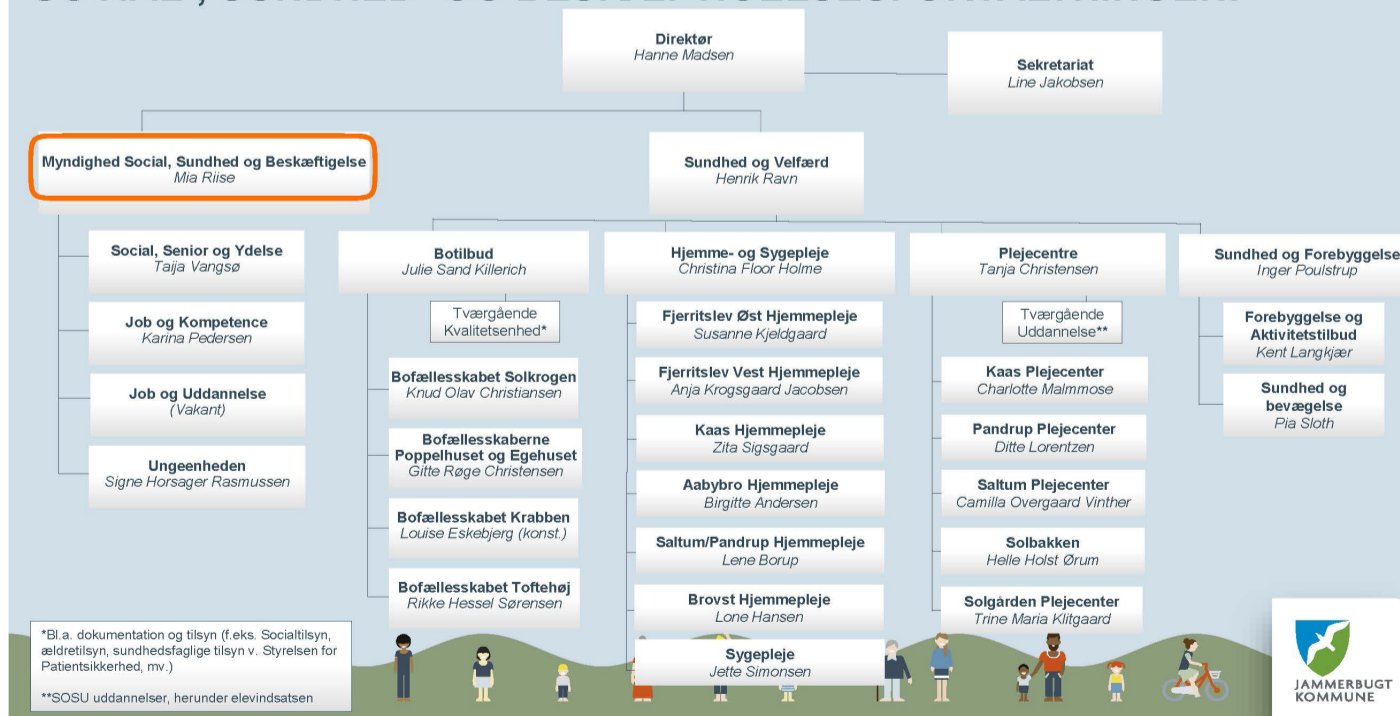 Direktør
Hanne Madsen
Sekretariat
Line Jakobsen
Myndighed Social, Sundhed og Beskæftigelse
Mia Riise
Sundhed og Velfærd
Henrik Ravn
Social, Senior og Ydelse
Taija Vangsø
Job og Kompetence
Karina Pedersen
Job og Uddannelse
(Vakant)
Ungeenheden
Signe Horsager Rasmussen
Botilbud
Julie Sand Killerich
Tværgående
Kvalitetsenhed*
Bofællesskabet Solkrogen
Knud Olav Christiansen
Bofællesskaberne
Poppelhuset og Egehuset
Gitte Røge Christensen
Bofællesskabet Krabben
Louise Eskebjerg (konst.)
Bofællesskabet Toftehøj
Rikke Hessel Sørensen
Hjemme- og Sygepleje
Christina Floor Holme
Fjerritslev Øst Hjemmepleje
Susanne Kjeldgaard
Fjerritslev Vest Hjemmepleje
Anja Krogsgaard Jacobsen
Kaas Hjemmepleje
Zita Sigsgaard
Aabybro Hjemmepleje
Birgitte Andersen
Saltum/Pandrup Hjemmepleje
Lene Borup
Brovst Hjemmepleje
Lone Hansen
Sygepleje
Jette Simonsen
Plejecentre
Tanja Christensen
Tværgående
Uddannelse**
Kaas Plejecenter
Charlotte Malmmose
Pandrup Plejecenter
Ditte Lorentzen
Saltum Plejecenter
Camilla Overgaard Vinther
Solbakken
Helle Holst Ørum
Solgården Plejecenter
Trine Maria Klitgaard
Sundhed og Forebyggelse
Inger Poulstrup
Forebyggelse og
Aktivitetstilbud
Kent Langkjær
Sundhed og
bevægelse
Pia Sloth
*Bl.a. dokumentation og tilsyn (f.eks. Socialtilsyn,
ældretilsyn, sundhedsfaglige tilsyn v. Styrelsen for
Patientsikkerhed, mv.)
**SOSU uddannelser, herunder elevindsatsen
JAMMERBUGT
KOMMUNE